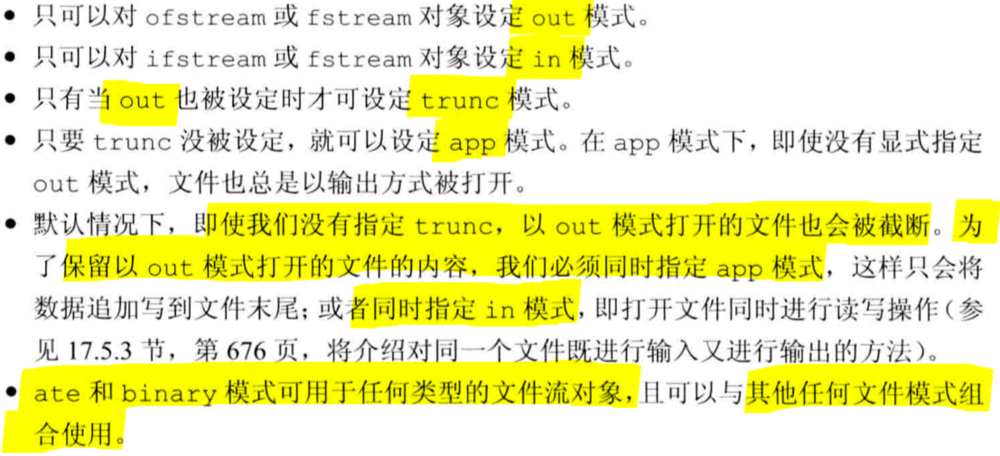 • 只可以对 ofstream 或 fstream 对象设定 out 模式。
• 只可以对 ifstream 或 fstream 对象设定 in 模式。
• 只有当 out 也被设定时才可设定 trunc 模式。
• 只要 trunc 没被设定，就可以设定 app 模式。在 app 模式下，即使没有显式指定
out 模式，文件也总是以输出方式被打开。
• 默认情况下，即使我们没有指定 trunc，以 out 模式打开的文件也会被截断。为
了保留以 out 模式打开的文件的内容，我们必须同时指定 app 模式，这样只会将
数据追加写到文件末尾；或者同时指定 in 模式，即打开文件同时进行读写操作（参
见 17.5.3 节，第 676 页，将介绍对同一个文件既进行输入又进行输出的方法）。
• ate 和 binary 模式可用于任何类型的文件流对象，且可以与其他任何文件模式组
合使用。